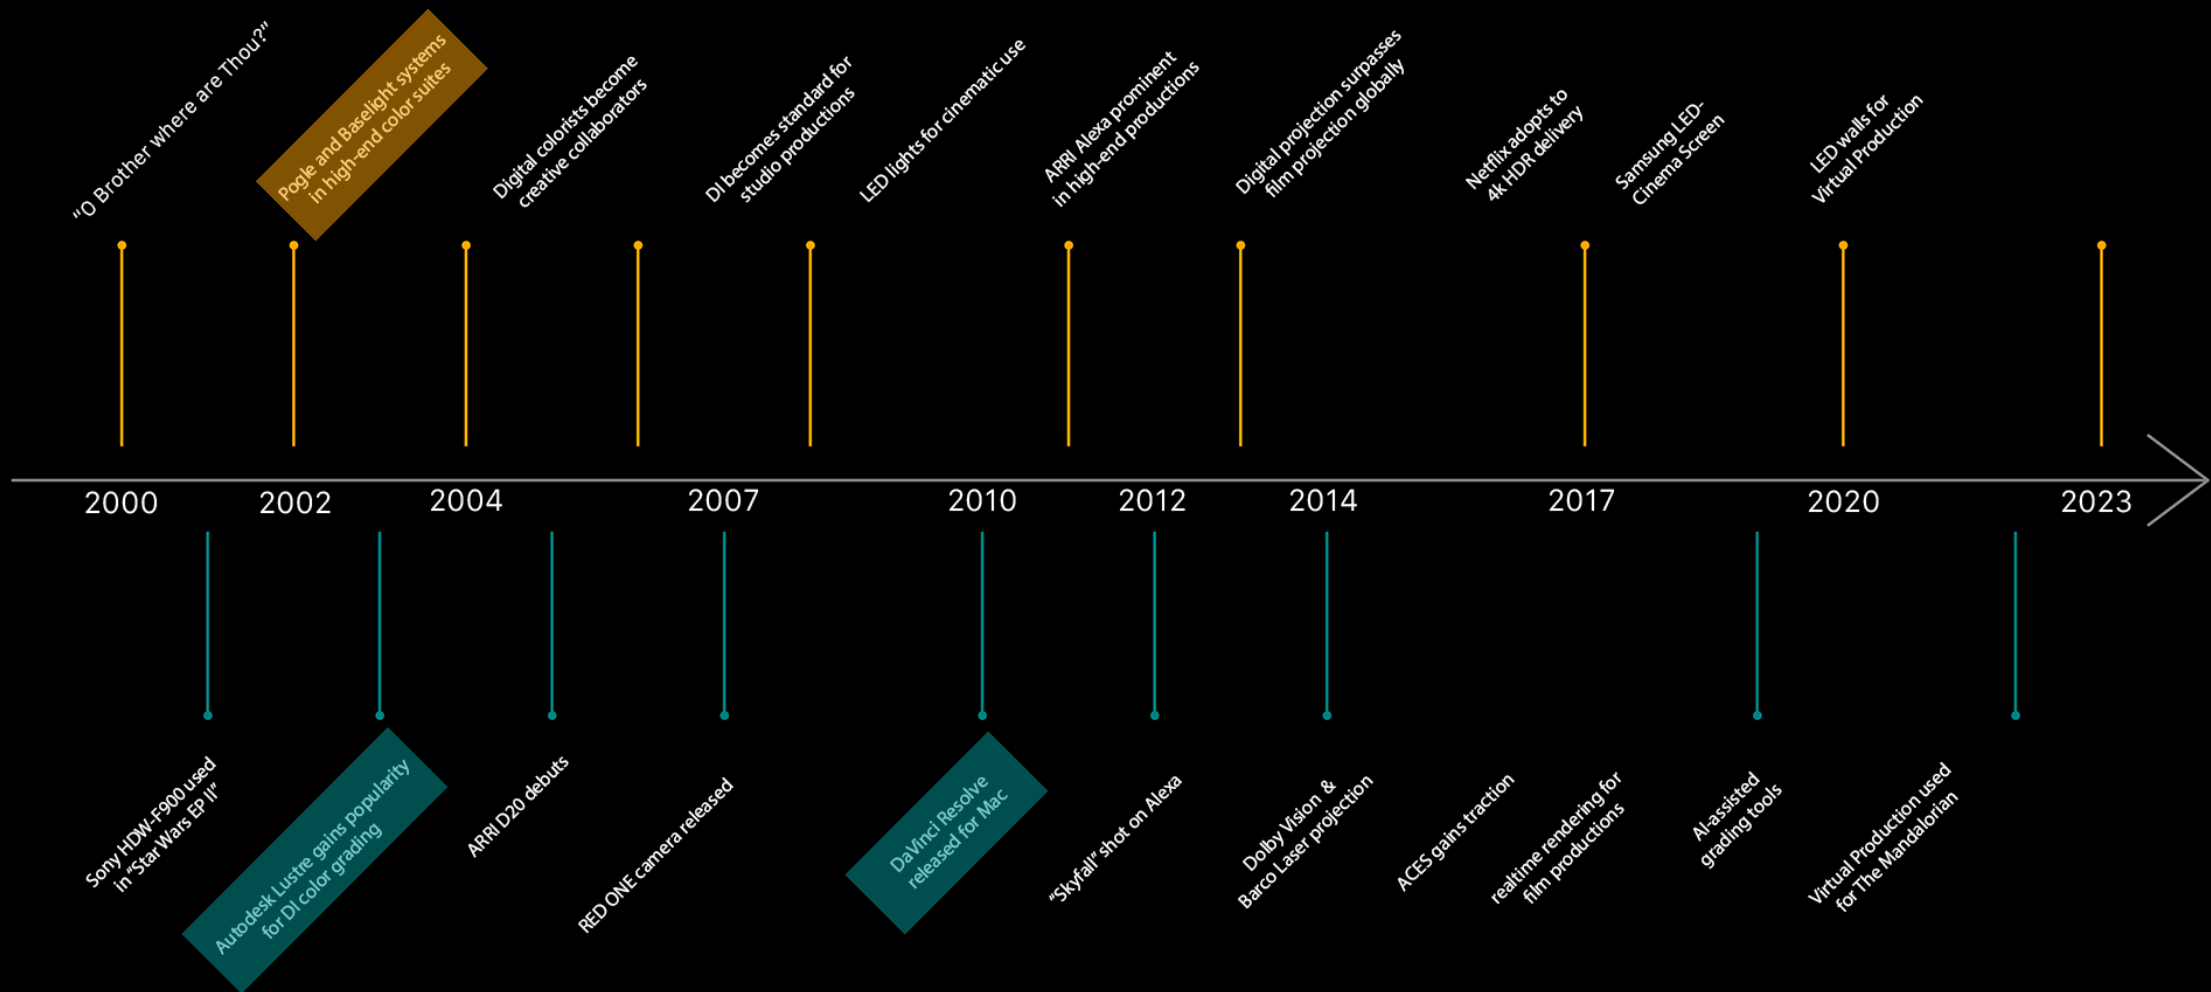 “O Brother where are Thou?”
Pogle and Baselight systems
in high-end color suites
Digital colorists become
creative collaborators
DI becomes standard for
studio productions
LED lights for cinematic use
ARRI Alexa prominent
in high-end productions
Digital projection surpasses
film projection globally
Netflix adopts to
4k HDR delivery
Samsung LED-
Cinema Screen
LED walls for
Virtual Production
2000
2002
2004
2007
2010
2012
2014
2017
2020
2023
Sony HDW-F900 used
in “Star Wars EP II”
Autodesk Lustre gains popularity
for DI color grading
ARRI D20 debuts
RED ONE camera released
DaVinci Resolve
released for Mac
“Skyfall” shot on Alexa
Dolby Vision &
Barco Laser projection
ACES gains traction
realtime rendering for
film productions
AI-assisted
grading tools
Virtual Production used
for The Mandalorian